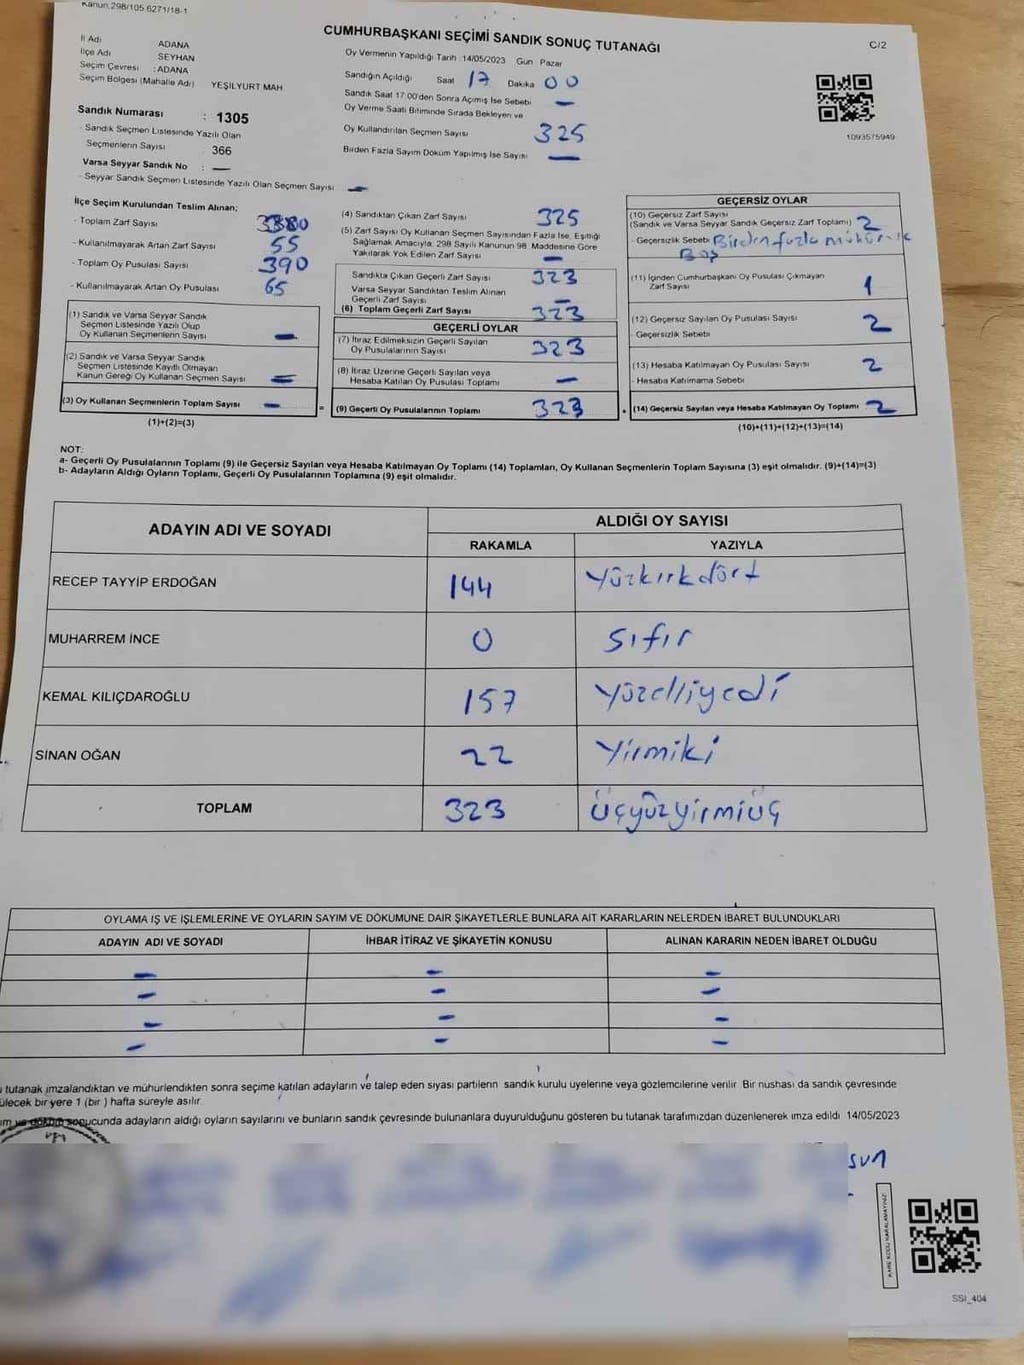 Kanun.298/105.6271/18-1
CUMHURBAŞKANI SEÇİMİ SANDIK SONUÇ TUTANAĞI
C/2
İl Adı ADANA
İlçe Adı SEYHAN
Seçim Çevresi : ADANA
Seçim Bölgesi (Mahalle Adı) YEŞİLYURT MAH
Sandık Numarası : 1305
- Sandık Seçmen Listesinde Yazılı Olan
Seçmenlerin Sayısı 366
Varsa Seyyar Sandık No : —
- Seyyar Sandık Seçmen Listesinde Yazılı Olan Seçmen Sayısı —
Oy Vermenin Yapıldığı Tarih 14/05/2023 Gün Pazar
Sandığın Açıldığı Saat 17 Dakika 00
Sandık Saat 17:00'den Sonra Açımış İse Sebebi —
Oy Verme Saati Bitiminde Sırada Bekleyen ve
Oy Kullandırılan Seçmen Sayısı 325
Birden Fazla Sayım Döküm Yapılmış İse Sayısı —
1093575949
İlçe Seçim Kurulundan Teslim Alınan;
- Toplam Zarf Sayısı
- Kullanılmayarak Artan Zarf Sayısı 55
- Toplam Oy Pusulası Sayısı 390
- Kullanılmayarak Artan Oy Pusulası 65
(1) Sandık ve Varsa Seyyar Sandık
Seçmen Listesinde Yazılı Olup
Oy Kullanan Seçmenlerin Sayısı —
(2) Sandık ve Varsa Seyyar Sandık
Seçmen Listesinde Kayıtlı Olmayan
Kanun Gereği Oy Kullanan Seçmen Sayısı —
(3) Oy Kullanan Seçmenlerin Toplam Sayısı —
(1)+(2)=(3)
=
(4) Sandıktan Çıkan Zarf Sayısı 325
(5) Zarf Sayısı Oy Kullanan Seçmen Sayısından Fazla İse, Eşitliği
Sağlamak Amacıyla, 298 Sayılı Kanunun 98. Maddesine Göre
Yakılarak Yok Edilen Zarf Sayısı —
Sandıkta Çıkan Geçerli Zarf Sayısı 323
Varsa Seyyar Sandıktan Teslim Alınan
Geçerli Zarf Sayısı —
(6) Toplam Geçerli Zarf Sayısı 323
GEÇERLİ OYLAR
(7) İtiraz Edilmeksizin Geçerli Sayılan
Oy Pusulalarının Sayısı 323
(8) İtiraz Üzerine Geçerli Sayılan veya
Hesaba Katılan Oy Pusulası Toplamı —
(9) Geçerli Oy Pusulalarının Toplamı 323
+
GEÇERSİZ OYLAR
(10) Geçersiz Zarf Sayısı
(Sandık ve Varsa Seyyar Sandık Geçersiz Zarf Toplamı) 2
- Geçersizlik Sebebi Birden fazla mühürlük
Boş
(11) İçinden Cumhurbaşkanı Oy Pusulası Çıkmayan
Zarf Sayısı 1
(12) Geçersiz Sayılan Oy Pusulası Sayısı 2
- Geçersizlik Sebebi
(13) Hesaba Katılmayan Oy Pusulası Sayısı 2
- Hesaba Katılmama Sebebi
(14) Geçersiz Sayılan veya Hesaba Katılmayan Oy Toplamı 2
(10)+(11)+(12)+(13)=(14)
NOT:
a- Geçerli Oy Pusulalarının Toplamı (9) ile Geçersiz Sayılan veya Hesaba Katılmayan Oy Toplamı (14) Toplamları, Oy Kullanan Seçmenlerin Toplam Sayısına (3) eşit olmalıdır. (9)+(14)=(3)
b- Adayların Aldığı Oyların Toplamı, Geçerli Oy Pusulalarının Toplamına (9) eşit olmalıdır.
ADAYIN ADI VE SOYADI ALDIĞI OY SAYISI
RAKAMLA YAZIYLA
RECEP TAYYİP ERDOĞAN 144 Yüzkırkdört
MUHARREM İNCE 0 Sıfır
KEMAL KILIÇDAROĞLU 157 Yüzelliyedi
SİNAN OĞAN 22 Yirmiki
TOPLAM 323 Üçyüzyirmiüç
OYLAMA İŞ VE İŞLEMLERİNE VE OYLARIN SAYIM VE DÖKÜMÜNE DAİR ŞİKAYETLERLE BUNLARA AİT KARARLARIN NELERDEN İBARET BULUNDUKLARI
ADAYIN ADI VE SOYADI İHBAR İTİRAZ VE ŞİKAYETİN KONUSU ALINAN KARARIN NEDEN İBARET OLDUĞU
— — —
— — —
— — —
— — —
tutanak imzalandıktan ve mühürlendikten sonra seçime katılan adayların ve talep eden siyasi partilerin sandık kurulu üyelerine veya gözlemcilerine verilir. Bir nüshası da sandık çevresinde
ülecek bir yere 1 (bir) hafta süreyle asılır.
ım ve döküm sonucunda adayların aldığı oyların sayılarını ve bunların sandık çevresinde bulunanlara duyurulduğunu gösteren bu tutanak tarafımızdan düzenlenerek imza edildi 14/05/2023
sun
KARE KODU KARALAMAYINIZ!
SSI_404